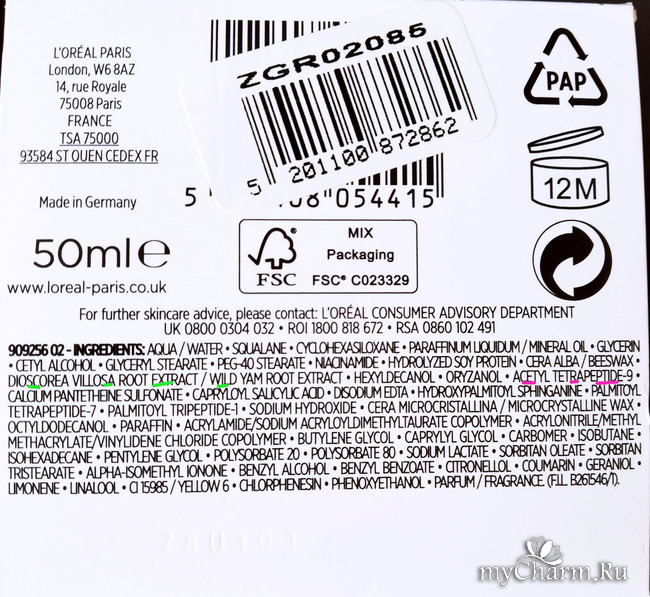 L'ORÉAL PARIS
London, W6 8AZ
14, rue Royale
75008 Paris
FRANCE
TSA 75000
93584 ST OUEN CEDEX FR
Made in Germany
50ml e
www.loreal-paris.co.uk
ZGR02085
5 201100 872862
5 08 054415
MIX
Packaging
FSC
FSC® C023329
PAP
12M
For further skincare advice, please contact: L'ORÉAL CONSUMER ADVISORY DEPARTMENT
UK 0800 0304 032 • ROI 1800 818 672 • RSA 0860 102 491
909256 02 - INGREDIENTS: AQUA / WATER • SQUALANE • CYCLOHEXASILOXANE • PARAFFINUM LIQUIDUM / MINERAL OIL • GLYCERIN
• CETYL ALCOHOL • GLYCERYL STEARATE • PEG-40 STEARATE • NIACINAMIDE • HYDROLYZED SOY PROTEIN • CERA ALBA / BEESWAX •
DIOSCOREA VILLOSA ROOT EXTRACT / WILD YAM ROOT EXTRACT • HEXYLDECANOL • ORYZANOL • ACETYL TETRAPEPTIDE-9 •
CALCIUM PANTETHEINE SULFONATE • CAPRYLOYL SALICYLIC ACID • DISODIUM EDTA • HYDROXYPALMITOYL SPHINGANINE • PALMITOYL
TETRAPEPTIDE-7 • PALMITOYL TRIPEPTIDE-1 • SODIUM HYDROXIDE • CERA MICROCRISTALLINA / MICROCRYSTALLINE WAX
OCTYLDODECANOL • PARAFFIN • ACRYLAMIDE/SODIUM ACRYLOYLDIMETHYLTAURATE COPOLYMER • ACRYLONITRILE/METHYL
METHACRYLATE/VINYLIDENE CHLORIDE COPOLYMER • BUTYLENE GLYCOL • CAPRYLYL GLYCOL • CARBOMER • ISOBUTANE •
ISOHEXADECANE • PENTYLENE GLYCOL • POLYSORBATE 20 • POLYSORBATE 80 • SODIUM LACTATE • SORBITAN OLEATE • SORBITAN
TRISTEARATE • ALPHA-ISOMETHYL IONONE • BENZYL ALCOHOL • BENZYL BENZOATE • CITRONELLOL • COUMARIN • GERANIOL •
LIMONENE • LINALOOL • CI 15985 / YELLOW 6 • CHLORPHENESIN • PHENOXYETHANOL • PARFUM / FRAGRANCE. (F.I.L. B261546/1).
myCharm.Ru